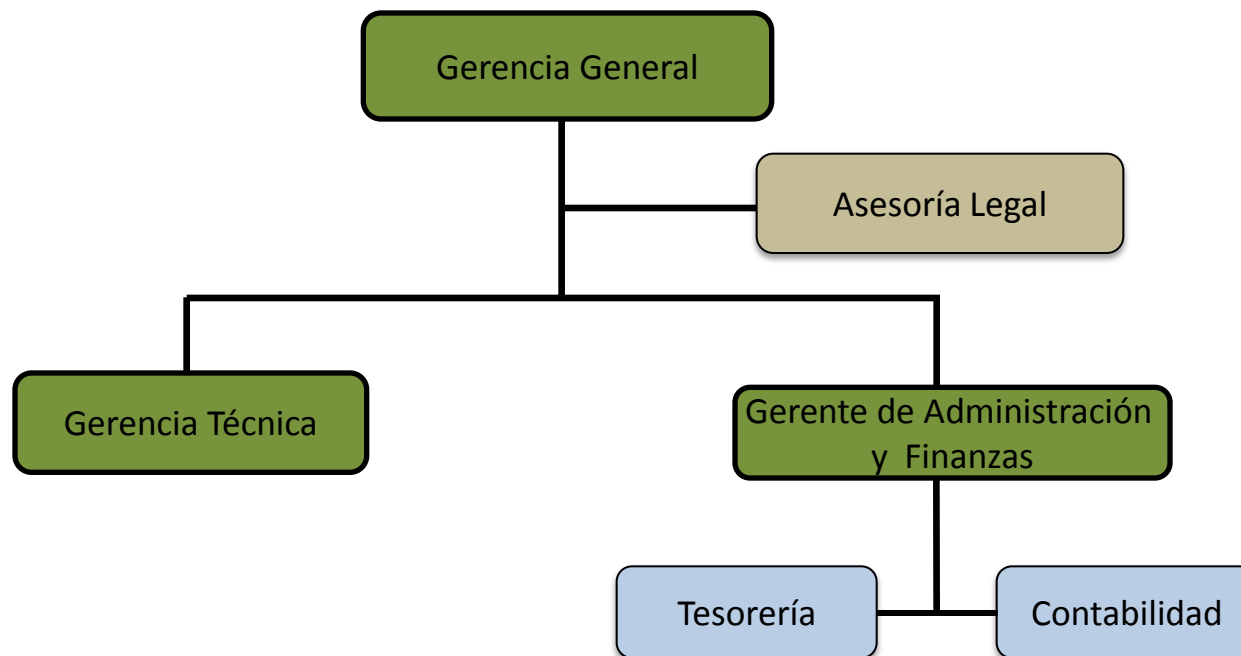 Gerencia General
Asesoría Legal
Gerencia Técnica
Gerente de Administración
y Finanzas
Tesorería
Contabilidad